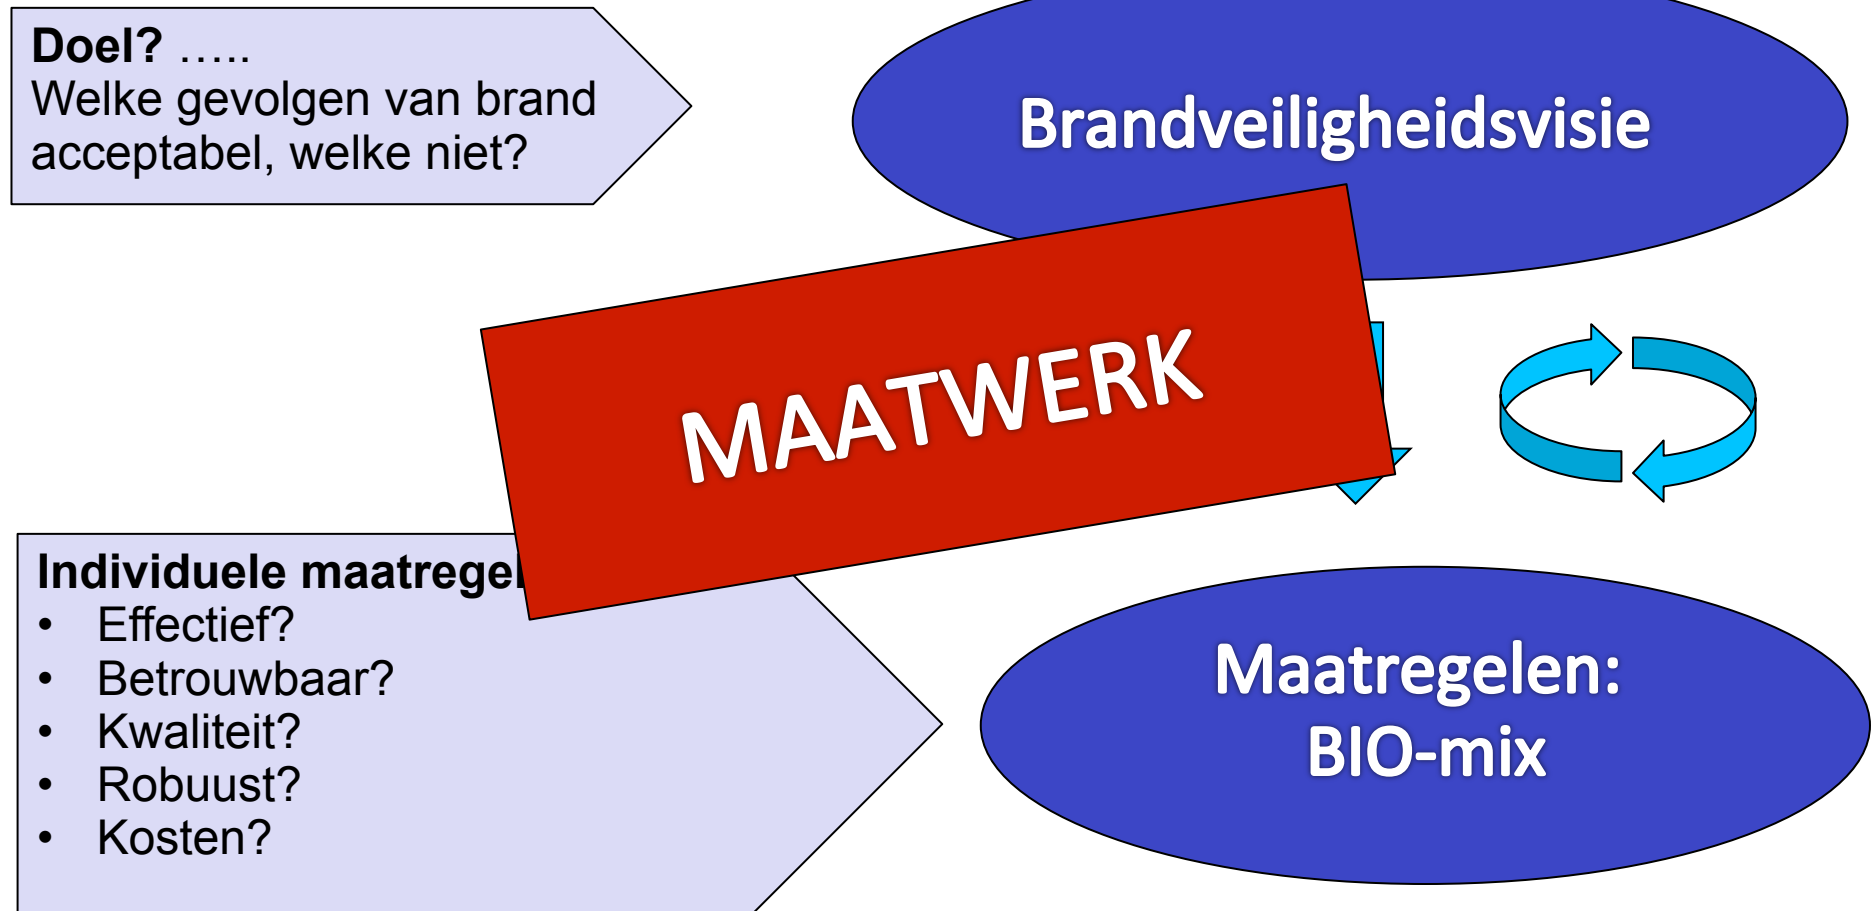 Doel? …..
Welke gevolgen van brand
acceptabel, welke niet?
Brandveiligheidsvisie
MAATWERK
Individuele
• Effectief?
• Betrouwbaar?
• Kwaliteit?
• Robuust?
• Kosten?
Maatregelen:
BIO-mix